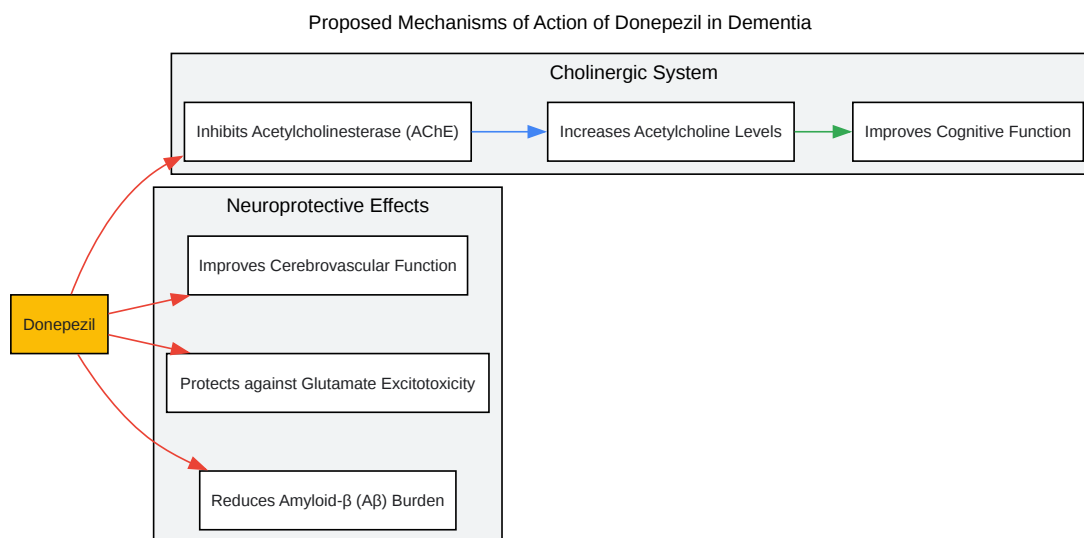 Proposed Mechanisms of Action of Donepezil in Dementia
Cholinergic System
Inhibits Acetylcholinesterase (AChE)
Increases Acetylcholine Levels
Improves Cognitive Function
Neuroprotective Effects
Improves Cerebrovascular Function
Donepezil
Protects against Glutamate Excitotoxicity
Reduces Amyloid-β (Aβ) Burden